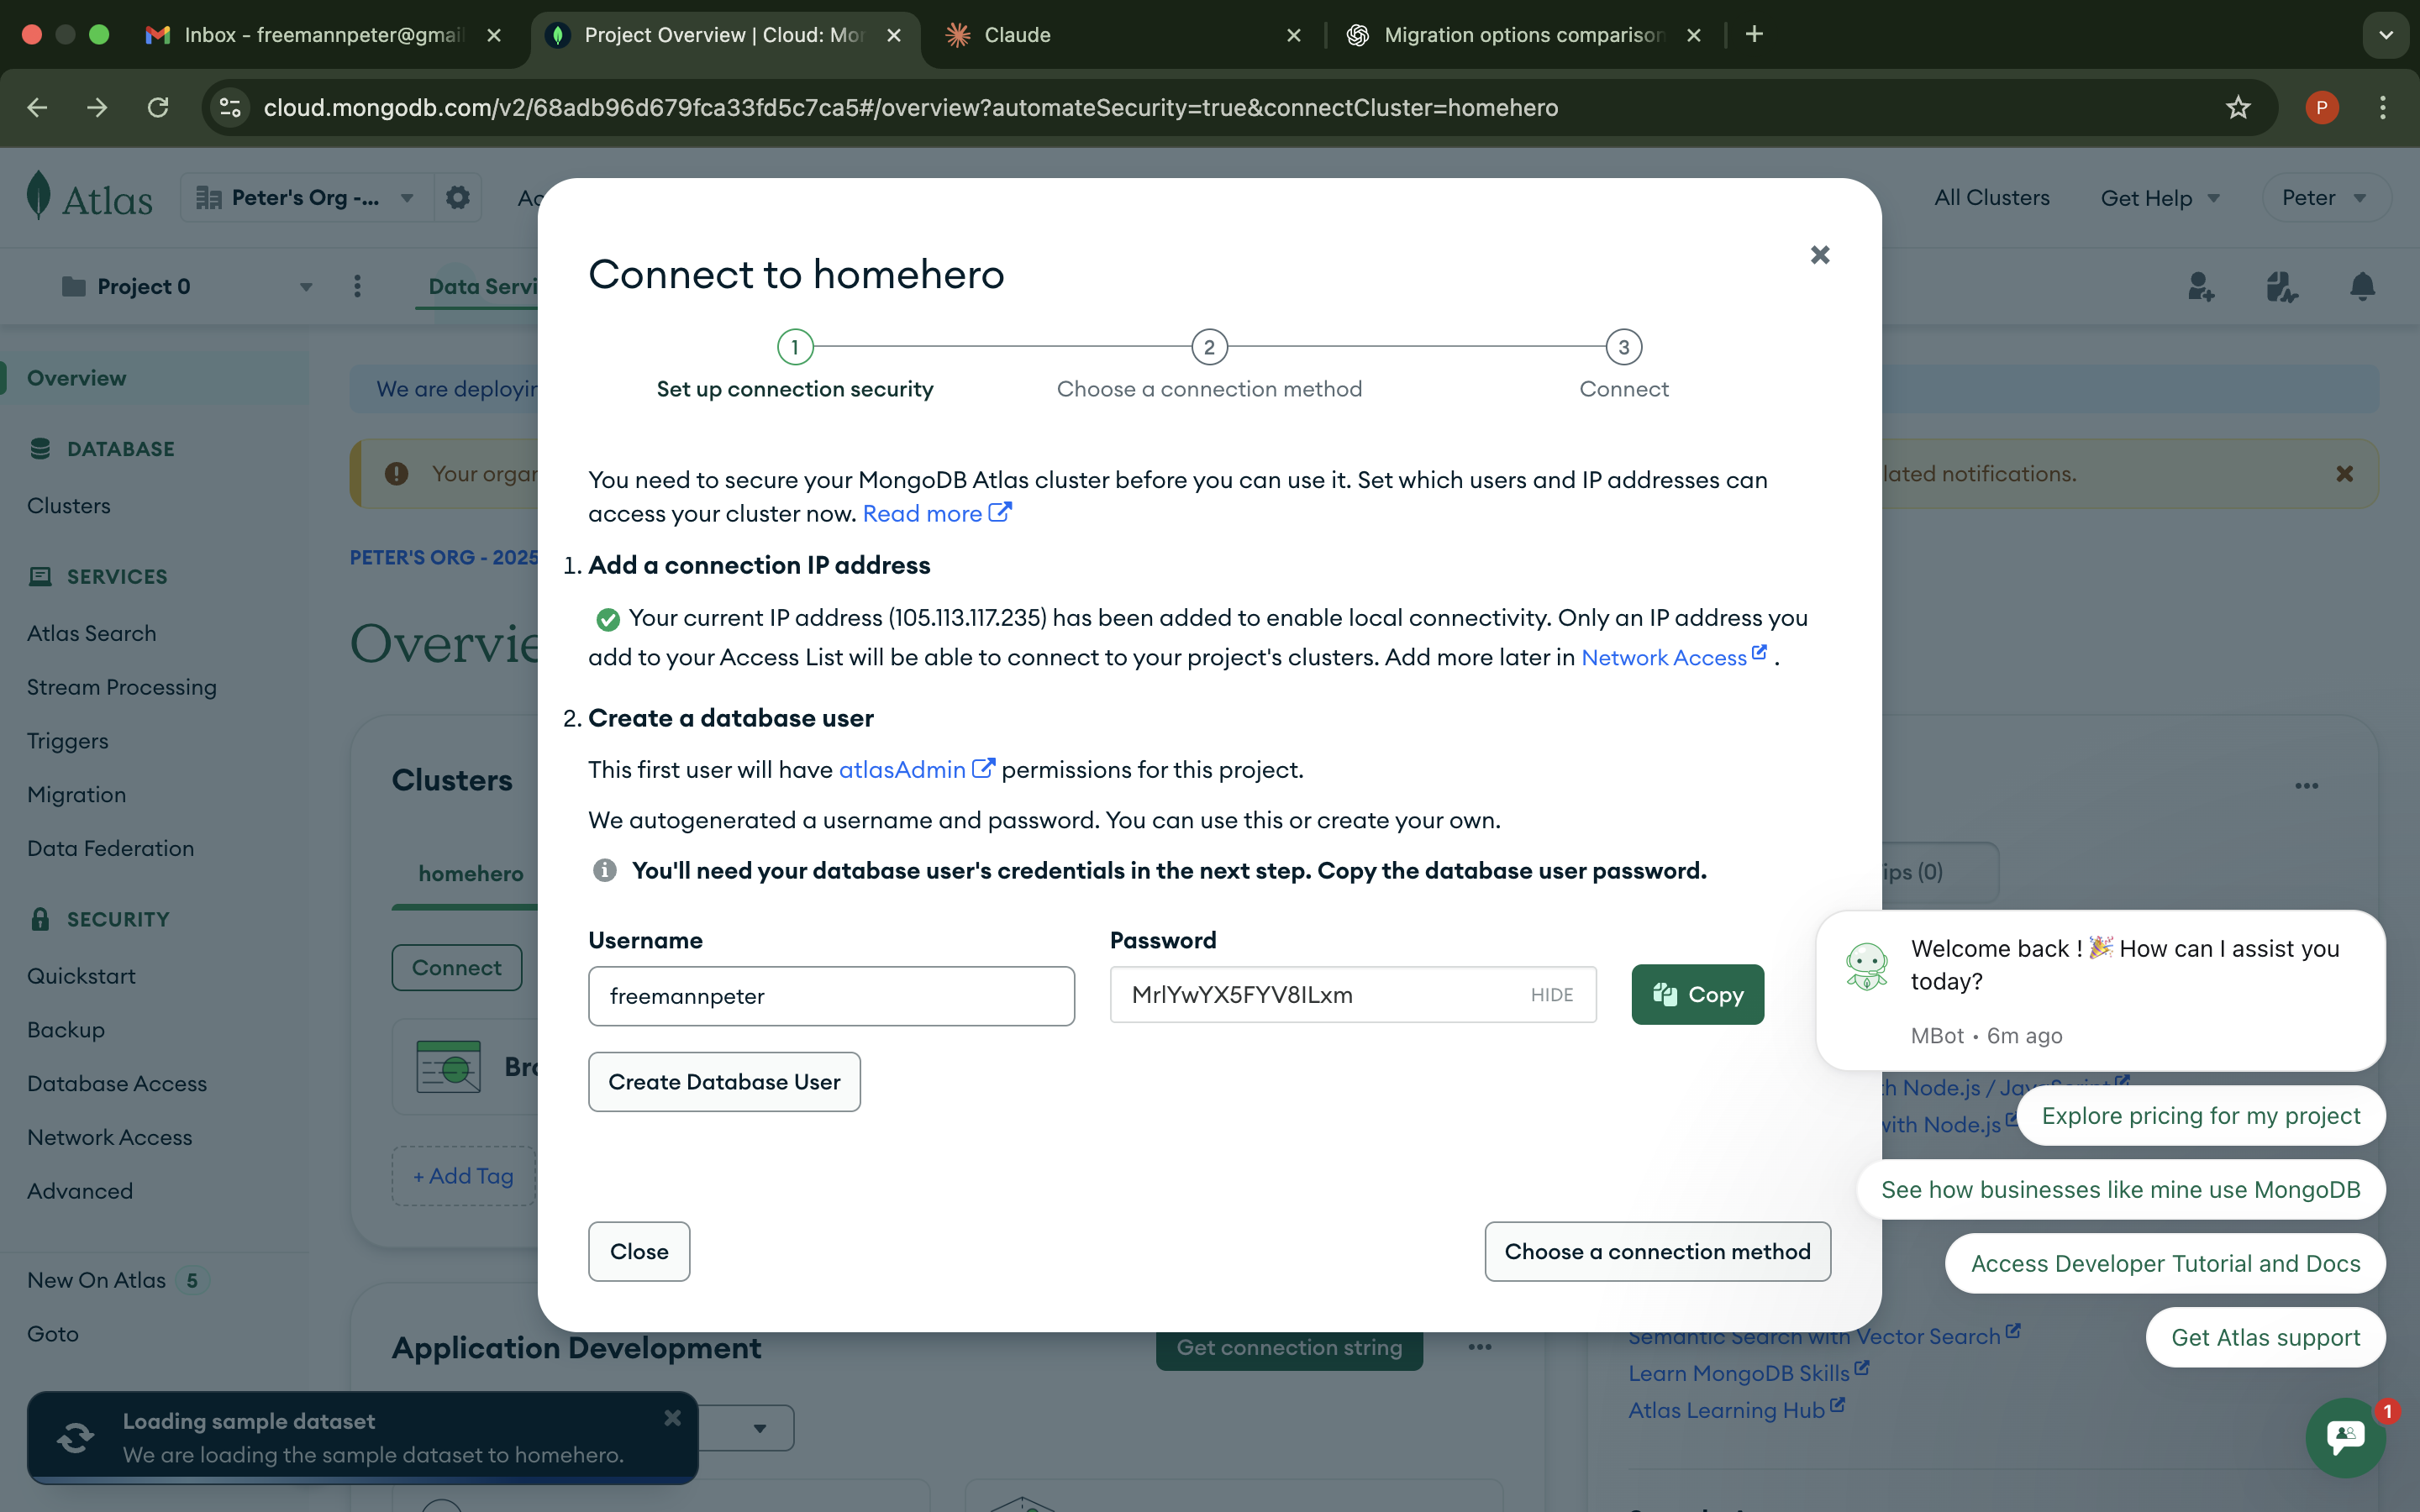 Inbox - freemannpeter@gmail
Project Overview | Cloud: Mon
Claude
Migration options comparison
cloud.mongodb.com/v2/68adb96d679fca33fd5c7ca5#/overview?automateSecurity=true&connectCluster=homehero
P
Atlas
Peter's Org -...
Ac
All Clusters
Get Help
Peter
Project 0
Data Servi
Overview
DATABASE
Clusters
SERVICES
Atlas Search
Stream Processing
Triggers
Migration
Data Federation
SECURITY
Quickstart
Backup
Database Access
Network Access
Advanced
New On Atlas 5
Goto
We are deployin
Your organ
lated notifications.
PETER'S ORG - 2025
Overvie
Clusters
homehero
Connect
Bro
+ Add Tag
ips (0)
Application Development
Get connection string
Connect to homehero
1
2
3
Set up connection security
Choose a connection method
Connect
You need to secure your MongoDB Atlas cluster before you can use it. Set which users and IP addresses can
access your cluster now. Read more
1. Add a connection IP address
Your current IP address (105.113.117.235) has been added to enable local connectivity. Only an IP address you
add to your Access List will be able to connect to your project's clusters. Add more later in Network Access .
2. Create a database user
This first user will have atlasAdmin permissions for this project.
We autogenerated a username and password. You can use this or create your own.
You'll need your database user's credentials in the next step. Copy the database user password.
Username
Password
freemannpeter
MrlYwYX5FYV8ILxm
HIDE
Copy
Create Database User
Close
Choose a connection method
Welcome back ! 🎉 How can I assist you
today?
MBot • 6m ago
th Node.js / JavaScript
with Node.js
Explore pricing for my project
See how businesses like mine use MongoDB
Access Developer Tutorial and Docs
Get Atlas support
Semantic Search with Vector Search
Learn MongoDB Skills
Atlas Learning Hub
1
Loading sample dataset
We are loading the sample dataset to homehero.